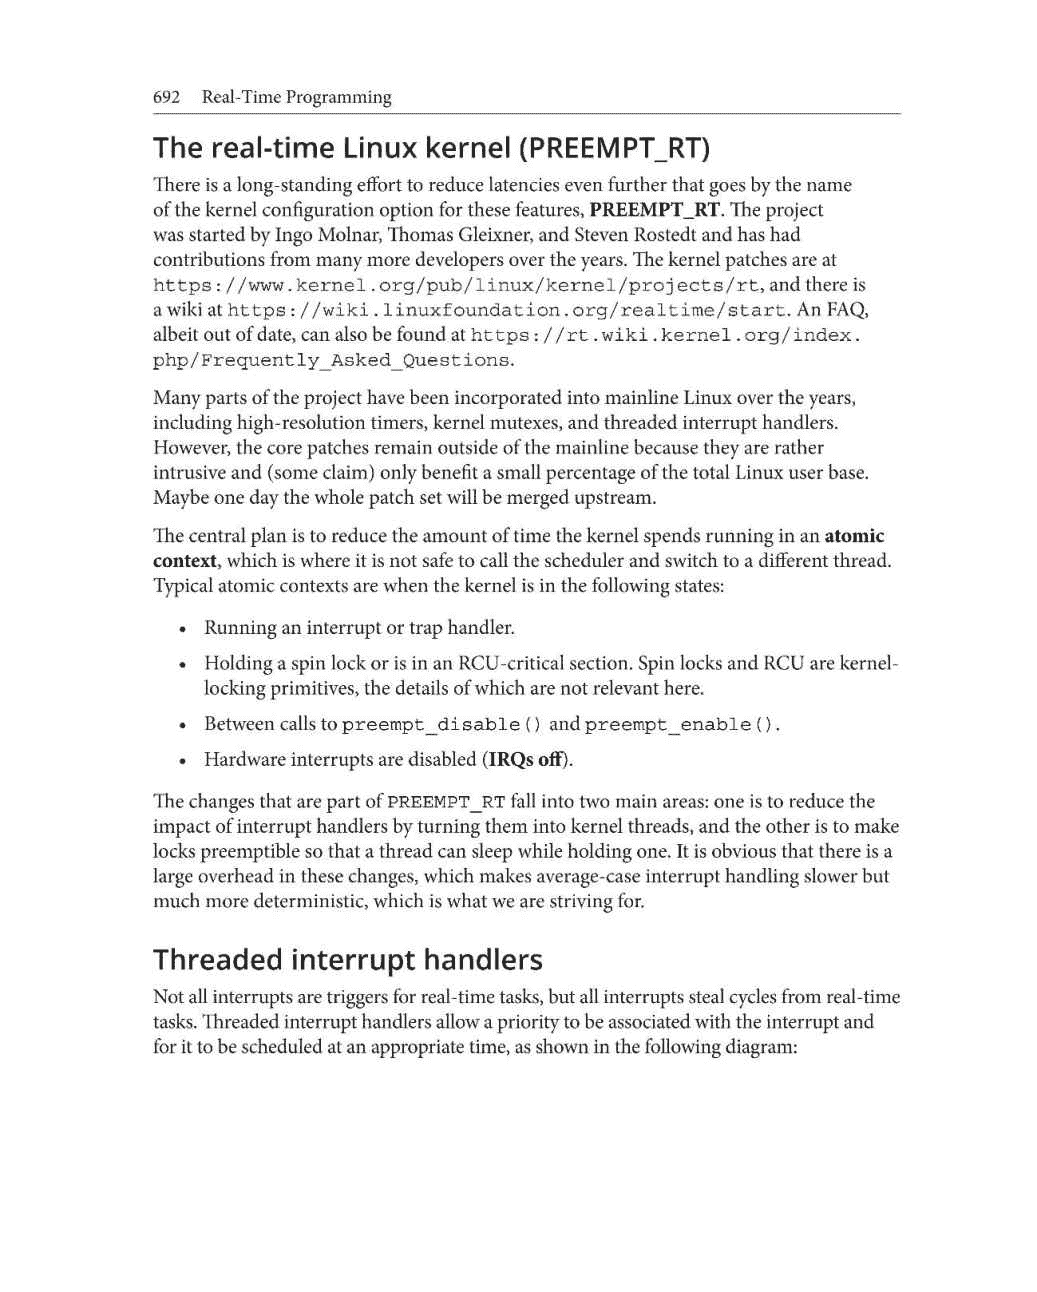 692 Real-Time Programming
The real-time Linux kernel (PREEMPT_RT)
There is a long-standing effort to reduce latencies even further that goes by the name
of the kernel configuration option for these features, PREEMPT_RT. The project
was started by Ingo Molnar, Thomas Gleixner, and Steven Rostedt and has had
contributions from many more developers over the years. The kernel patches are at
https://www.kernel.org/pub/linux/kernel/projects/rt, and there is
a wiki at https://wiki.linuxfoundation.org/realtime/start. An FAQ,
albeit out of date, can also be found at https://rt.wiki.kernel.org/index.
php/Frequently_Asked_Questions.
Many parts of the project have been incorporated into mainline Linux over the years,
including high-resolution timers, kernel mutexes, and threaded interrupt handlers.
However, the core patches remain outside of the mainline because they are rather
intrusive and (some claim) only benefit a small percentage of the total Linux user base.
Maybe one day the whole patch set will be merged upstream.
The central plan is to reduce the amount of time the kernel spends running in an atomic
context, which is where it is not safe to call the scheduler and switch to a different thread.
Typical atomic contexts are when the kernel is in the following states:
• Running an interrupt or trap handler.
• Holding a spin lock or is in an RCU-critical section. Spin locks and RCU are kernel-
locking primitives, the details of which are not relevant here.
• Between calls to preempt_disable() and preempt_enable().
• Hardware interrupts are disabled (IRQs off).
The changes that are part of PREEMPT_RT fall into two main areas: one is to reduce the
impact of interrupt handlers by turning them into kernel threads, and the other is to make
locks preemptible so that a thread can sleep while holding one. It is obvious that there is a
large overhead in these changes, which makes average-case interrupt handling slower but
much more deterministic, which is what we are striving for.
Threaded interrupt handlers
Not all interrupts are triggers for real-time tasks, but all interrupts steal cycles from real-time
tasks. Threaded interrupt handlers allow a priority to be associated with the interrupt and
for it to be scheduled at an appropriate time, as shown in the following diagram: